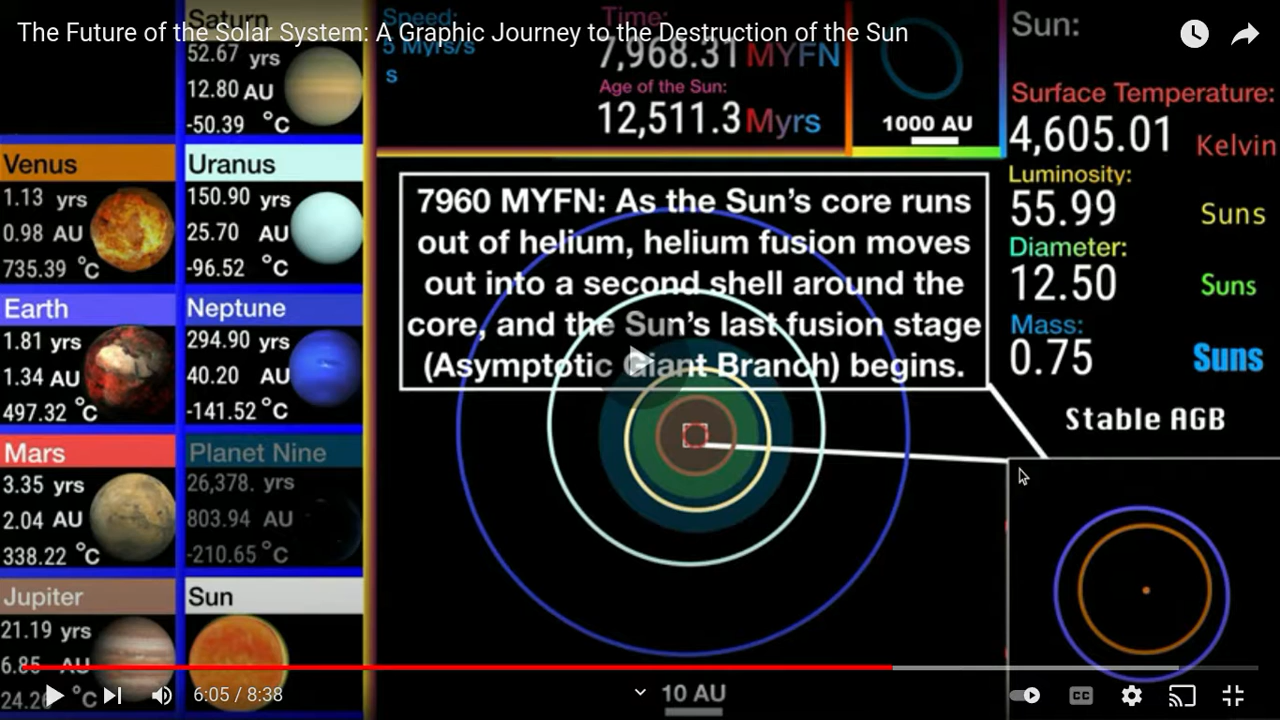 The Future of the Solar System: A Graphic Journey to the Destruction of the Sun
Saturn
52.67 yrs
12.80 AU
-50.39 °C
Venus
1.13 yrs
0.98 AU
735.39 °C
Uranus
150.90 yrs
25.70 AU
-96.52 °C
Earth
1.81 yrs
1.34 AU
497.32 °C
Neptune
294.90 yrs
40.20 AU
-141.52 °C
Mars
3.35 yrs
2.04 AU
338.22 °C
Planet Nine
26,378. yrs
803.94 AU
-210.65 °C
Jupiter
21.19 yrs
6.85 AU
°C
Sun
Speed:
5 Myrs/s
s
Time:
7,968.31 MYFN
Age of the Sun:
12,511.3 Myrs
1000 AU
7960 MYFN: As the Sun's core runs
out of helium, helium fusion moves
out into a second shell around the
core, and the Sun's last fusion stage
(Asymptotic Giant Branch) begins.
Sun:
Surface Temperature:
4,605.01 Kelvin
Luminosity:
55.99 Suns
Diameter:
12.50 Suns
Mass:
0.75 Suns
Stable AGB
10 AU
6:05 / 8:38
CC